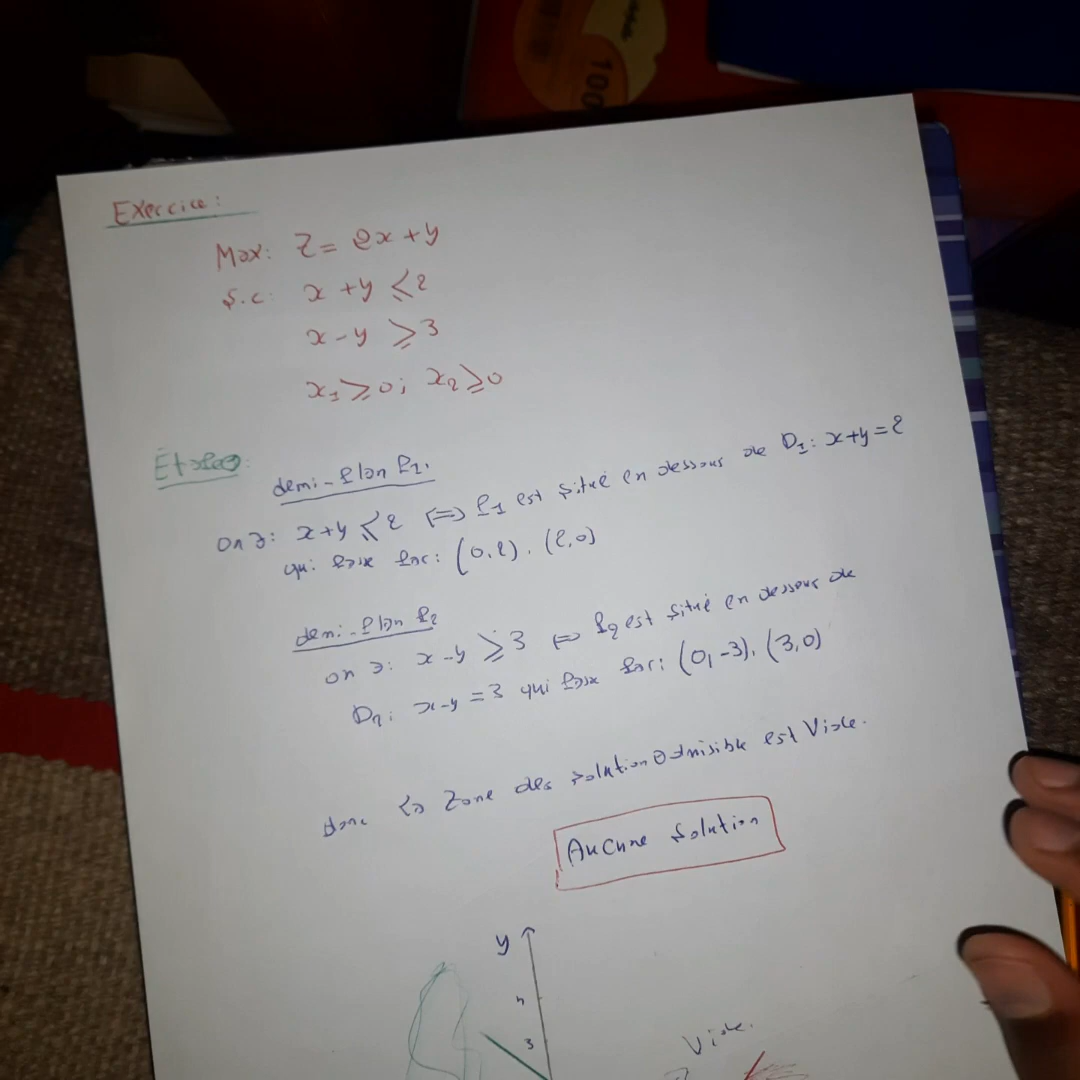 100
Exercice:
Max: Z = 2x + y
S.c: x + y ≤ 2
x - y ≥ 3
x₁ ≥ 0; x₂ ≥ 0
demi-plan P₁.
on a: x+y ≤ 2 ⟺ P₁ est situé en dessous de D₁: x+y=2
qui passe par: (0,2), (2,0)
demi-plan P₂
on a: x-y ≥ 3 ⟺ P₂ est situé en dessous de
D₂: x-y = 3 qui passe par: (0,-3), (3,0)
donc la Zone des solution admisible est Vide.
Aucune Solution
y
4
3
Vide.